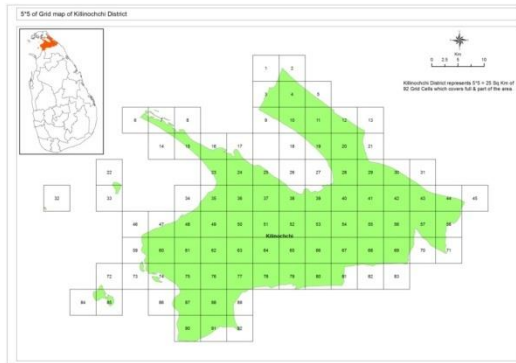 5*5 of Grid map of Kilinochchi District
Km
0 2.5 5 10
Kilinochchi District represents 5*5 = 25 Sq Km of
92 Grid Cells which covers full & part of the area.
1 2
3 4 5
6 7 8 9 10 11 12 13
14 15 16 17 18 19 20 21
22 23 24 25 26 27 28 29 30 31
32 33 34 35 36 37 38 39 40 41 42 43 44 45
46 47 48 49 50 51 52 53 54 55 56 57 58
Kilinochchi
59 60 61 62 63 64 65 66 67 68 69 70 71
72 73 74 75 76 77 78 79 80 81 82 83
84 85 86 87 88 89
90 91 92